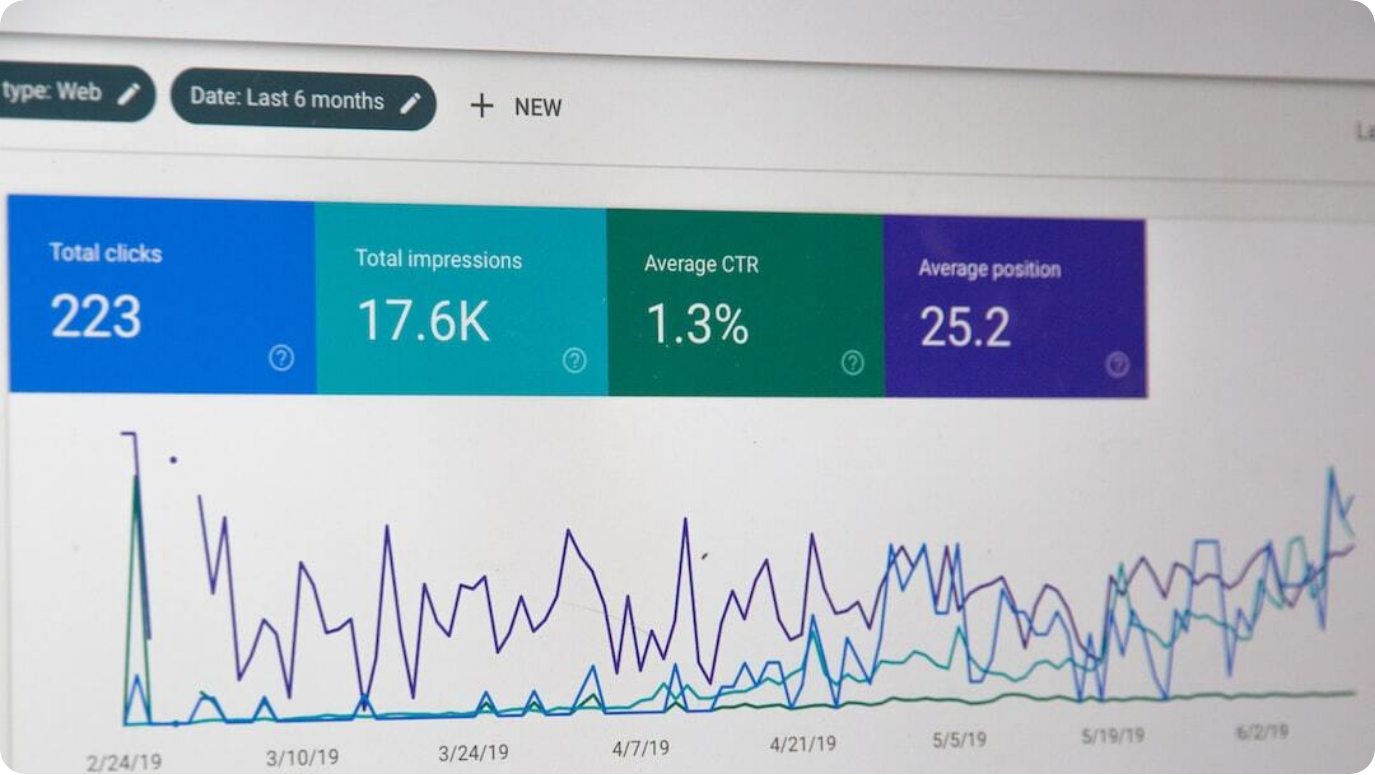 type: Web
Date: Last 6 months
+ NEW
La
Total clicks
223
Total impressions
17.6K
Average CTR
1.3%
Average position
25.2
2/24/19 3/10/19 3/24/19 4/7/19 4/21/19 5/5/19 5/19/19 6/2/19